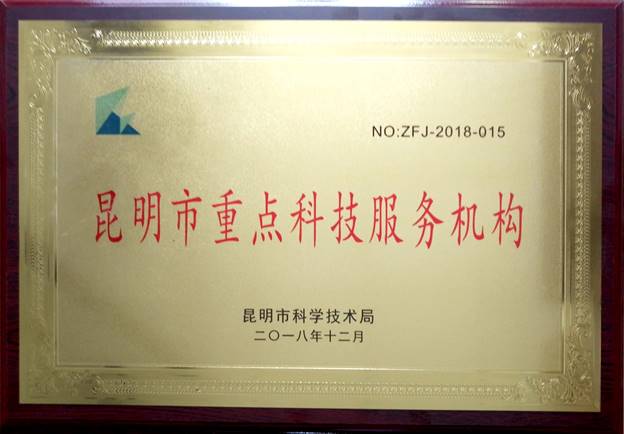 NO:ZFJ-2018-015
昆明市重点科技服务机构
昆明市科学技术局
二〇一八年十二月